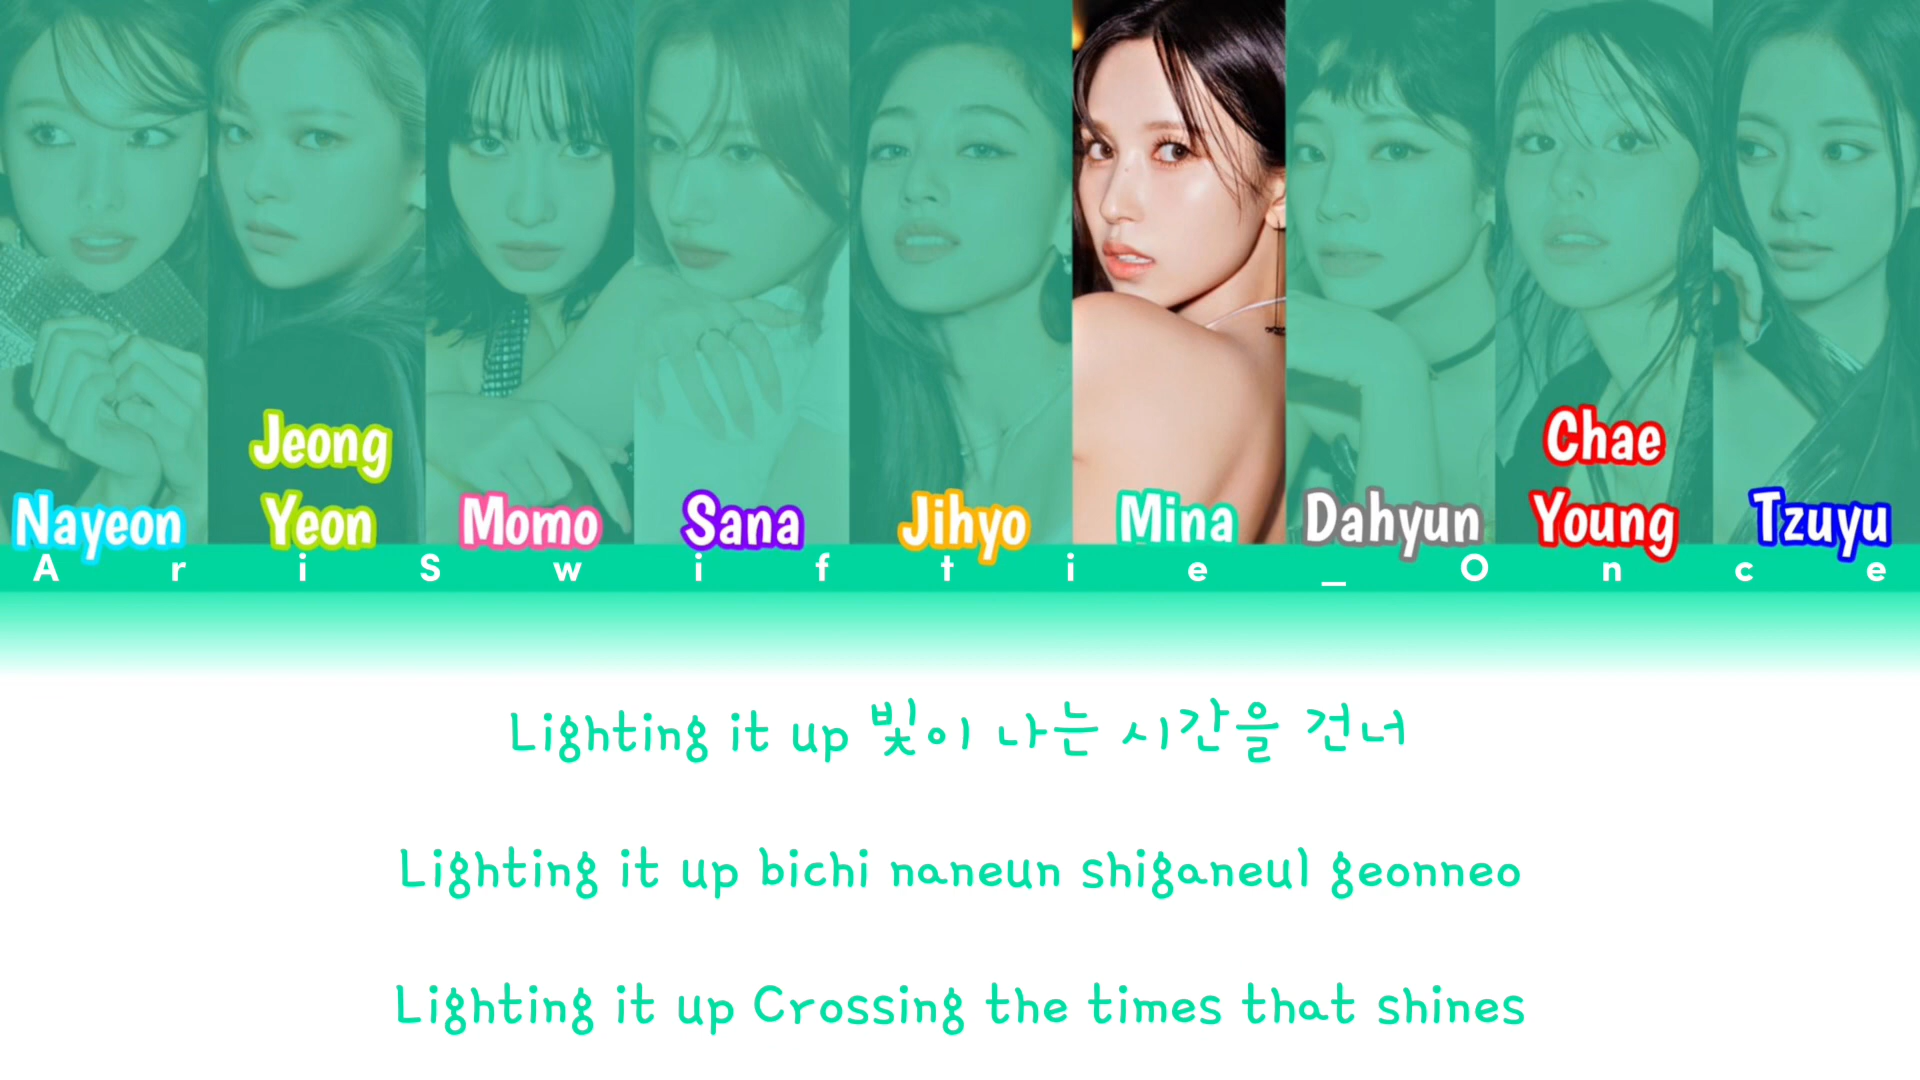 Jeong
Yeon
Chae
Young
Nayeon
Momo
Sana
Jihyo
Mina
Dahyun
Tzuyu
AriSwiftie_Once
Lighting it up 빛이 나는 시간을 건너
Lighting it up bichi naneun shiganeul geonneo
Lighting it up Crossing the times that shines